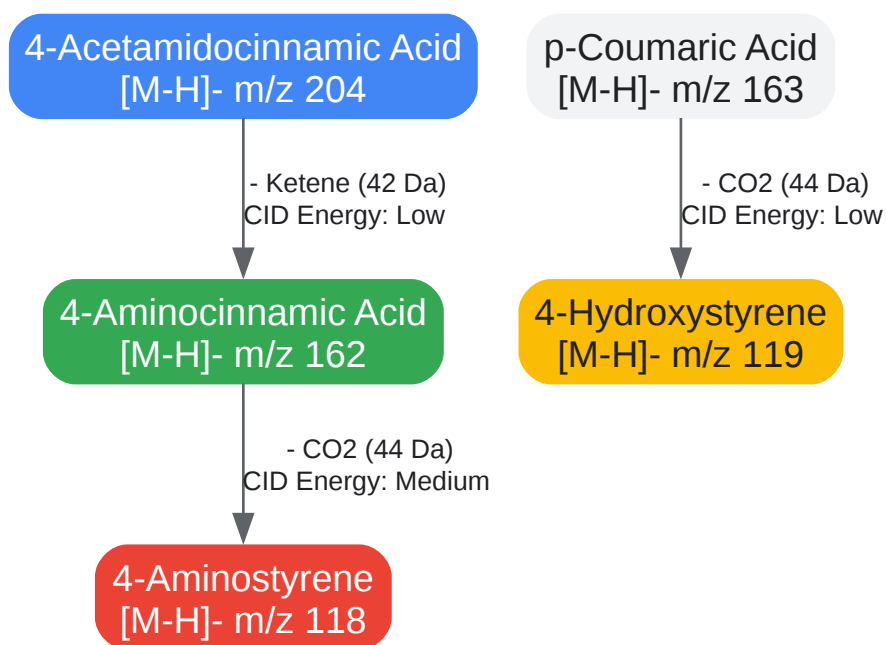 4-Acetamidocinnamic Acid
[M-H]- m/z 204
p-Coumaric Acid
[M-H]- m/z 163
- Ketene (42 Da)
CID Energy: Low
- CO2 (44 Da)
CID Energy: Low
4-Aminocinnamic Acid
[M-H]- m/z 162
4-Hydroxystyrene
[M-H]- m/z 119
- CO2 (44 Da)
CID Energy: Medium
4-Aminostyrene
[M-H]- m/z 118